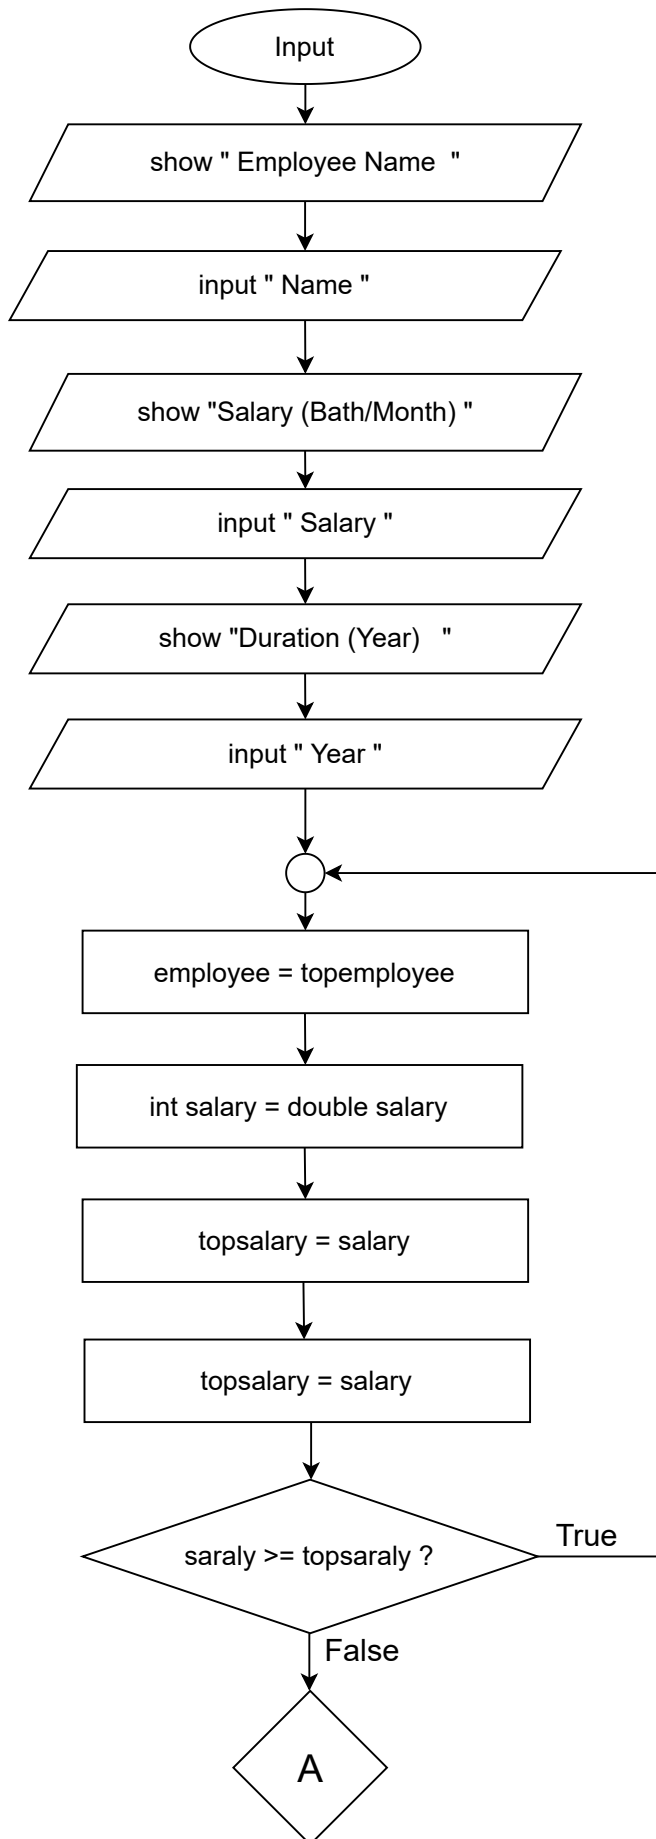 Input
show " Employee Name  "
input " Name "
show "Salary (Bath/Month) "
input " Salary "
show "Duration (Year)   "
input " Year "
employee = topemployee
int salary = double salary
topsalary = salary
topsalary = salary
saraly >= topsaraly ?
True
False
A